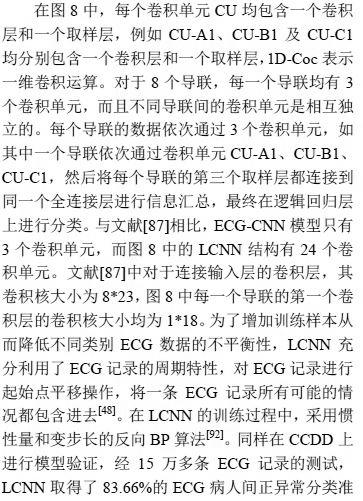 在图 8 中，每个卷积单元 CU 均包含一个卷积
层和一个取样层，例如 CU-A1、CU-B1 及 CU-C1
均分别包含一个卷积层和一个取样层，1D-Coc 表示
一维卷积运算。对于 8 个导联，每一个导联均有 3
个卷积单元，而且不同导联间的卷积单元是相互独
立的。每个导联的数据依次通过 3 个卷积单元，如
其中一个导联依次通过卷积单元 CU-A1、CU-B1、
CU-C1，然后将每个导联的第三个取样层都连接到
同一个全连接层进行信息汇总，最终在逻辑回归层
上进行分类。与文献[87]相比，ECG-CNN 模型只有
3 个卷积单元，而图 8 中的 LCNN 结构有 24 个卷
积单元。文献[87]中对于连接输入层的卷积层，其
卷积核大小为 8*23，图 8 中每一个导联的第一个卷
积层的卷积核大小均为 1*18。为了增加训练样本从
而降低不同类别 ECG 数据的不平衡性，LCNN 充
分利用了 ECG 记录的周期特性，对 ECG 记录进行
起始点平移操作，将一条 ECG 记录所有可能的情
况都包含进去[48]。在 LCNN 的训练过程中，采用惯
性量和变步长的反向 BP 算法[92]。同样在 CCDD 上
进行模型验证，经 15 万多条 ECG 记录的测试，
LCNN 取得了 83.66%的 ECG 病人间正异常分类准